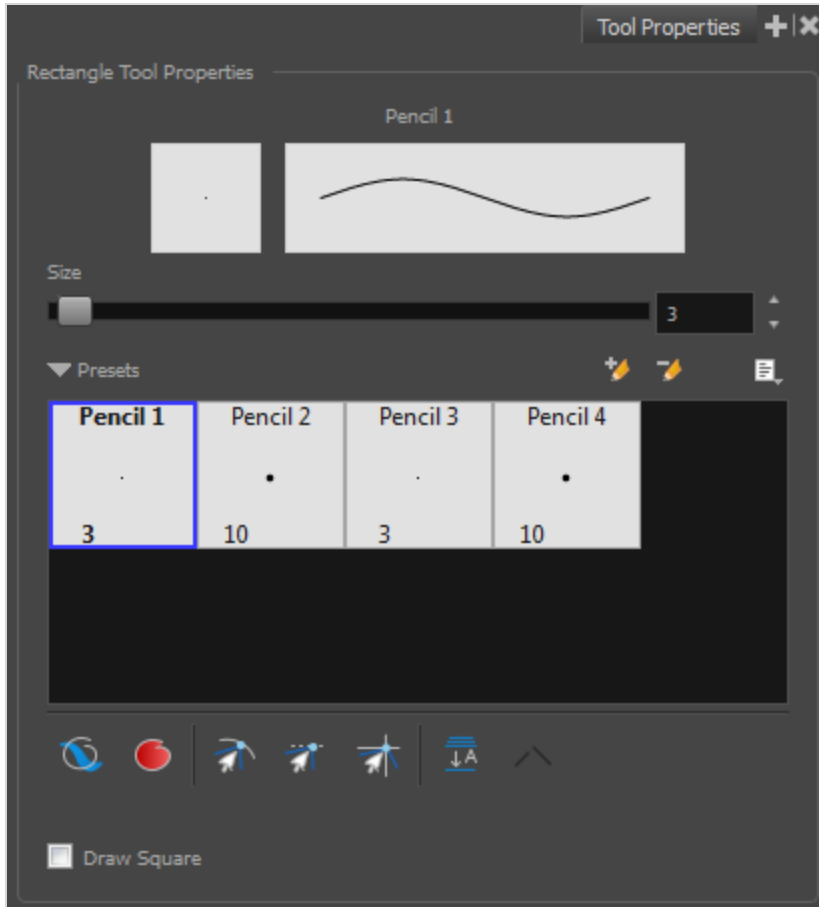 Tool Properties
Rectangle Tool Properties
Pencil 1
Size
3
Presets
Pencil 1 Pencil 2 Pencil 3 Pencil 4
3 10 3 10
A
Draw Square